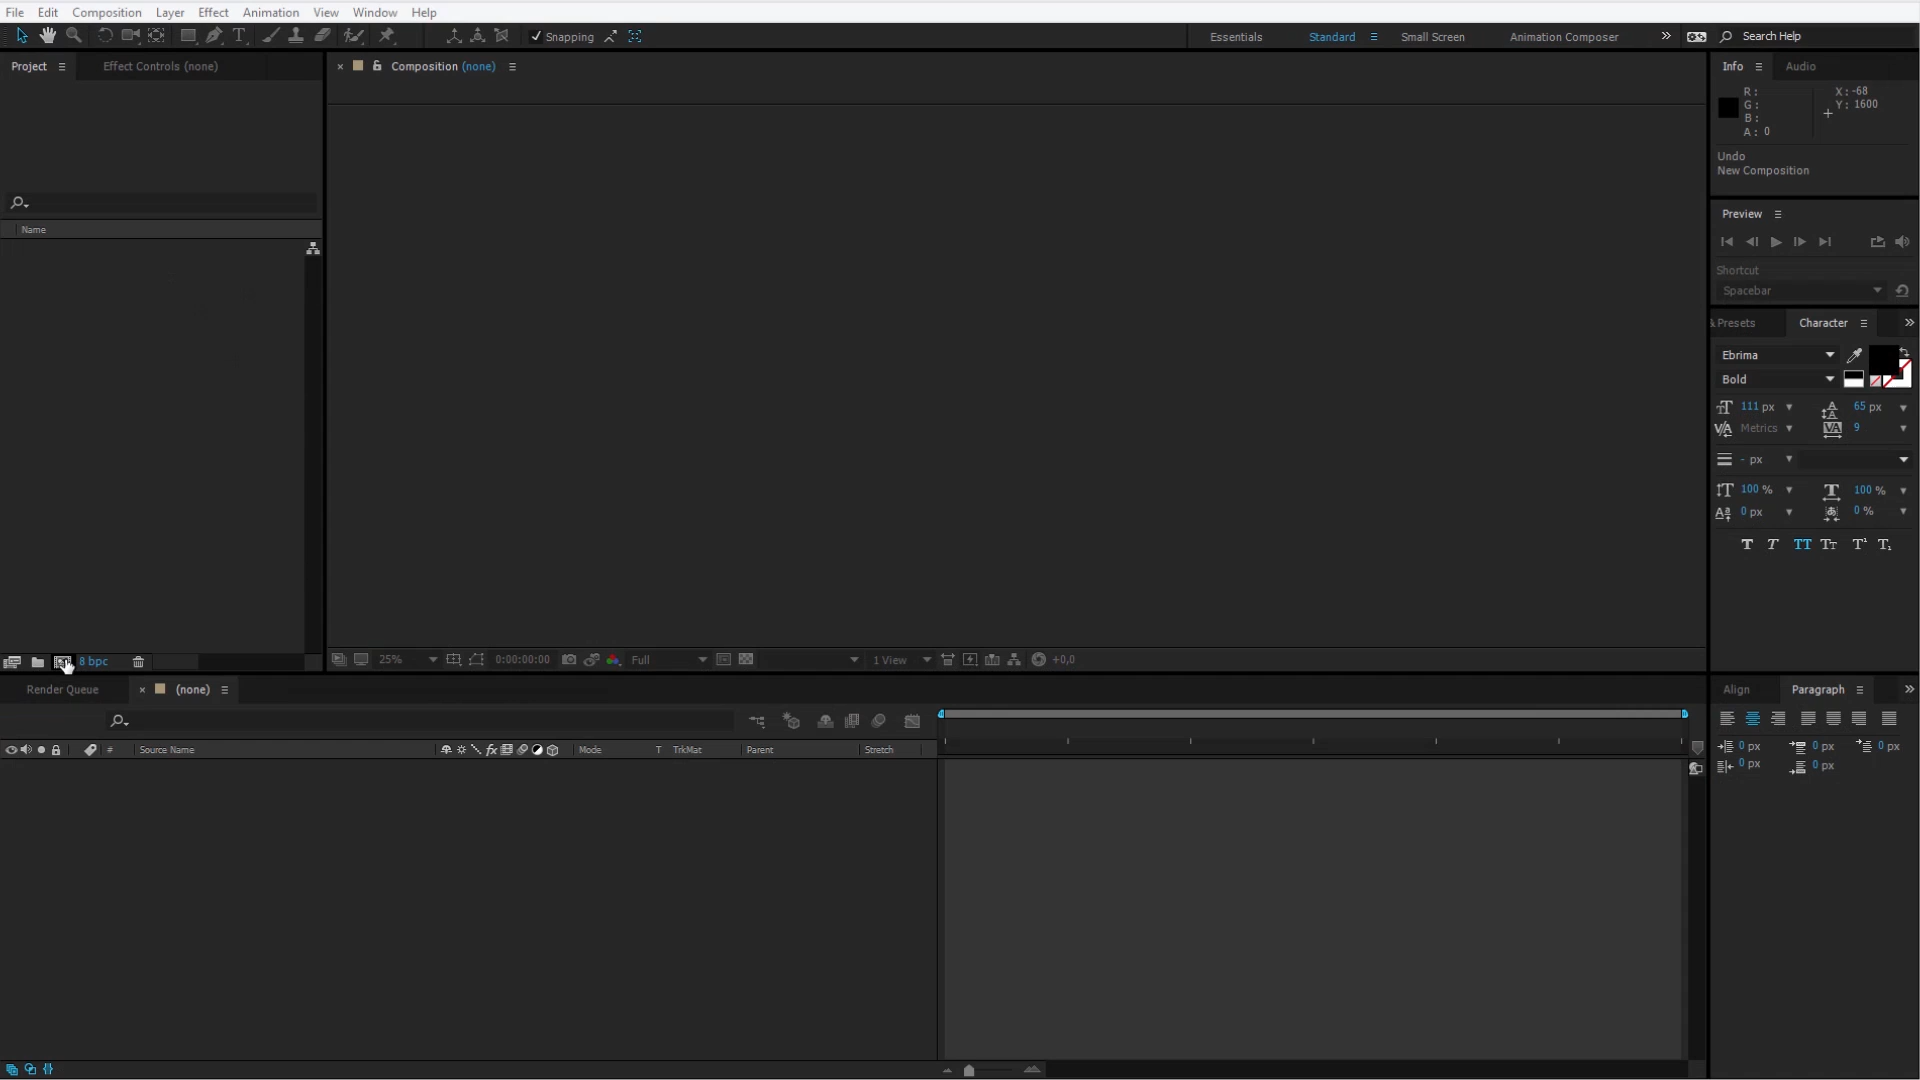 File Edit Composition Layer Effect Animation View Window Help
Snapping
Essentials Standard Small Screen Animation Composer Search Help
Project Effect Controls (none)
Composition (none)
Info Audio
R : X : -68
G : Y : 1600
B :
A : 0
Undo
New Composition
Name
Preview
Shortcut
Spacebar
& Presets Character
Ebrima
Bold
111 px 65 px
Metrics 9
- px
100 % 100 %
0 px 0 %
8 bpc
25% 0:00:00:00 Full 1 View +0,0
Render Queue (none)
# Source Name Mode T TrkMat Parent Stretch
Align Paragraph
0 px 0 px 0 px
0 px 0 px